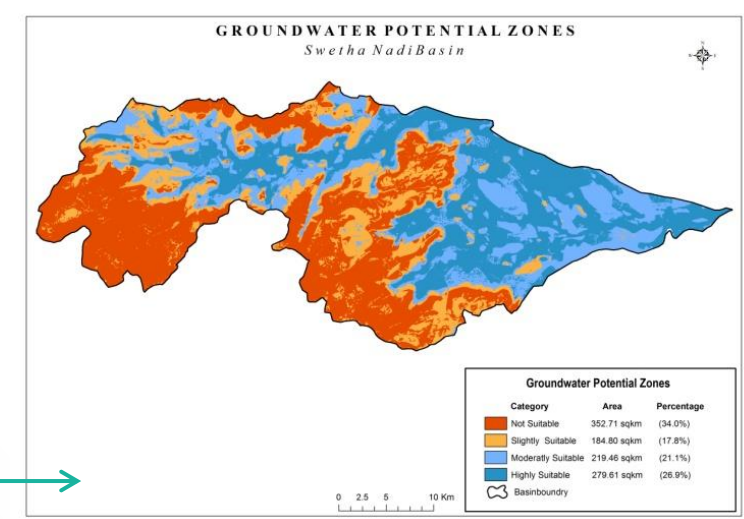 GROUNDWATER POTENTIAL ZONES
Swetha NadiBasin
Groundwater Potential Zones
Category Area Percentage
Not Suitable 352.71 sqkm (34.0%)
Slightly Suitable 184.80 sqkm (17.8%)
Moderatly Suitable 219.46 sqkm (21.1%)
Highly Suitable 279.61 sqkm (26.9%)
Basinboundry
0 2.5 5 10 Km